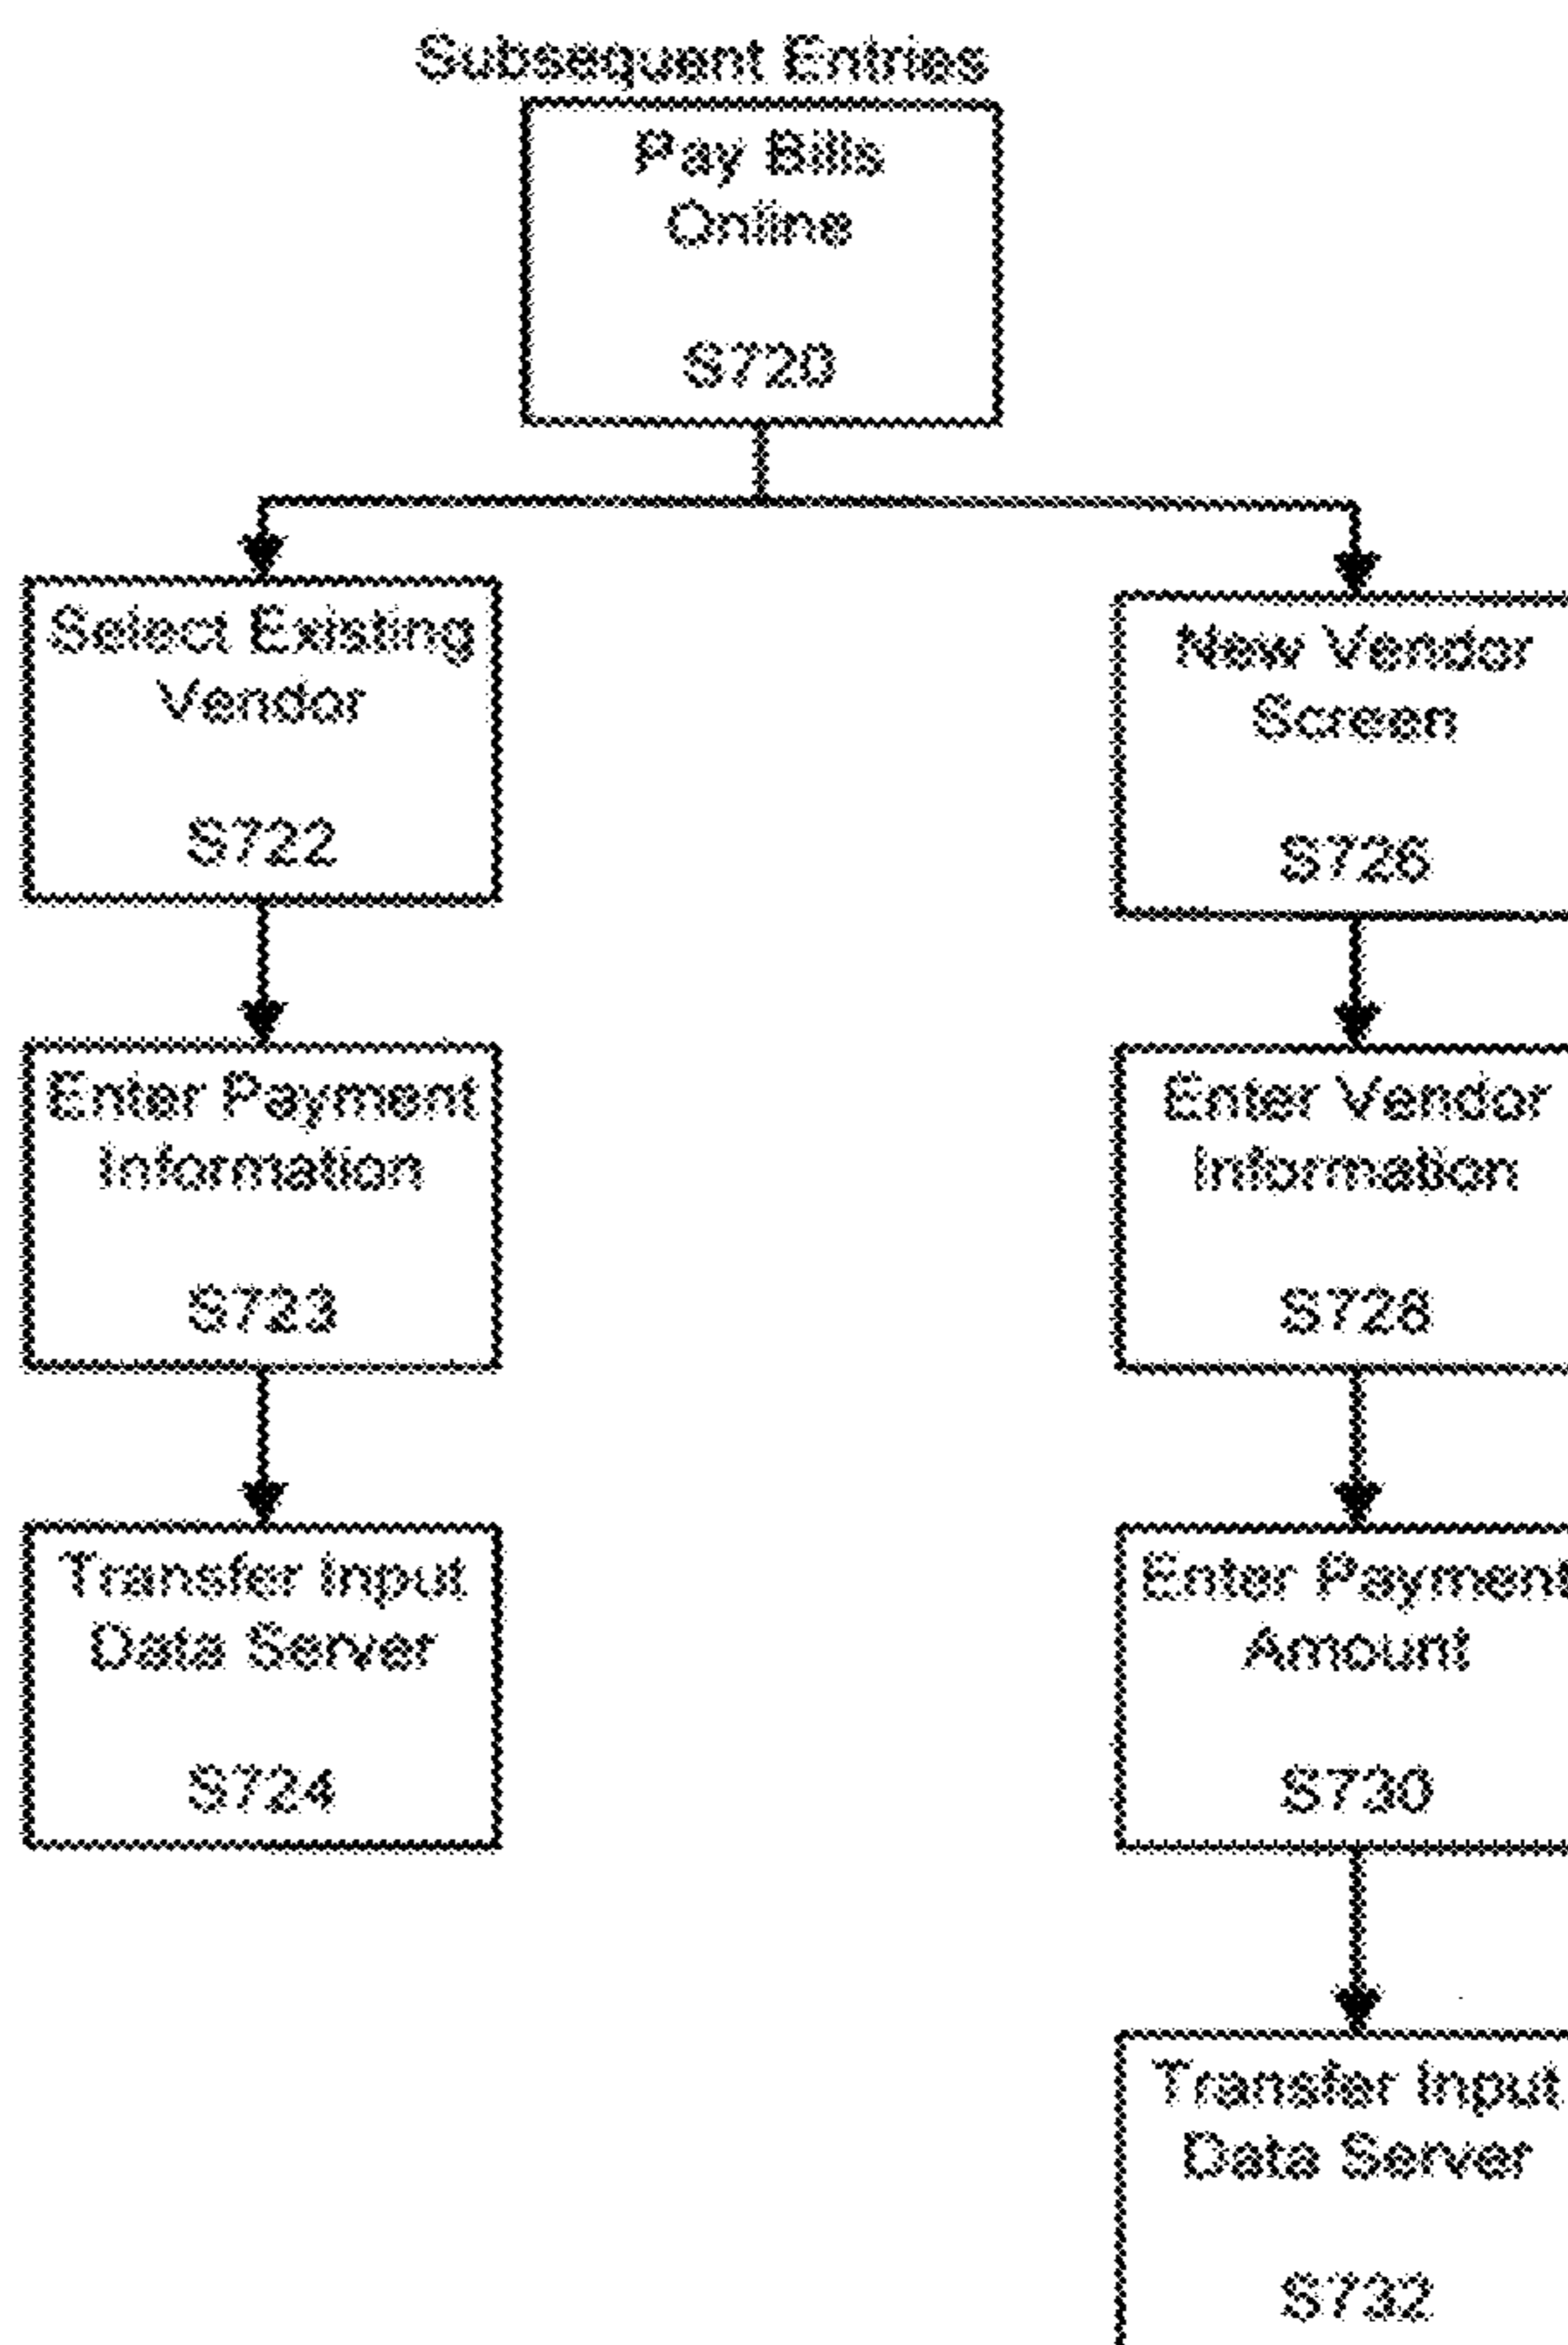 Subsequent Entries
Pay Bills
Online
S720
Select Existing
Vendor
S722
Enter Payment
Information
S723
Transfer Input
Data Server
S724
New Vendor
Screen
S726
Enter Vendor
Information
S728
Enter Payment
Amount
S730
Transfer Input
Data Server
S732